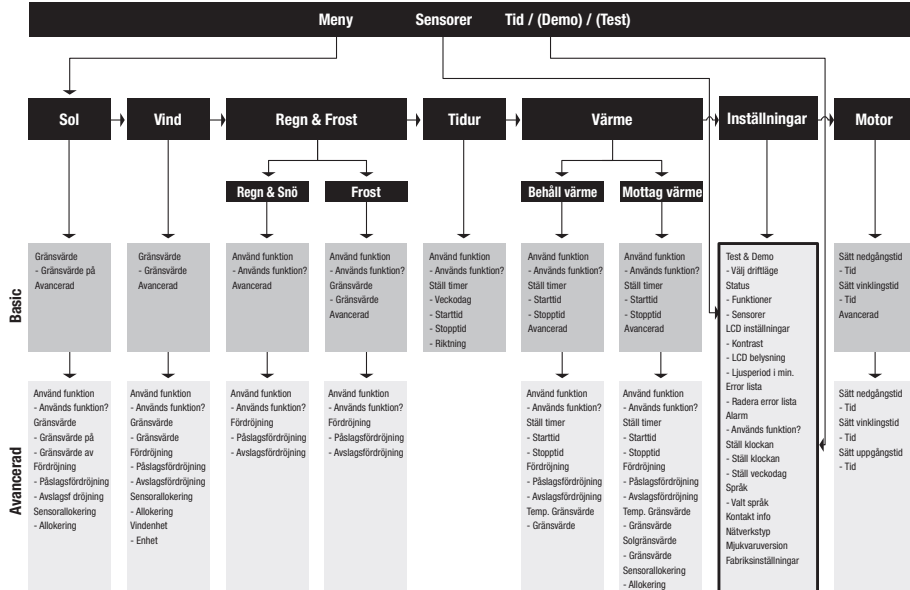 Meny Sensorer Tid / (Demo) / (Test)
Sol Vind Regn & Frost Tidur Värme Inställningar Motor
Regn & Snö Frost Behåll värme Mottag värme
Basic
Gränsvärde
- Gränsvärde på
Avancerad
Gränsvärde
- Gränsvärde
Avancerad
Använd funktion
- Används funktion?
Avancerad
Använd funktion
- Används funktion?
Gränsvärde
- Gränsvärde
Avancerad
Använd funktion
- Används funktion?
Ställ timer
- Veckodag
- Starttid
- Stopptid
- Riktning
Använd funktion
- Används funktion?
Ställ timer
- Starttid
- Stopptid
Avancerad
Använd funktion
- Används funktion?
Ställ timer
- Starttid
- Stopptid
Avancerad
Test & Demo
- Välj driftläge
Status
- Funktioner
- Sensorer
LCD inställningar
- Kontrast
- LCD belysning
- Ljusperiod i min.
Error lista
- Radera error lista
Alarm
- Används funktion?
Ställ klockan
- Ställ klockan
- Ställ veckodag
Språk
- Valt språk
Kontakt info
Nätverkstyp
Mjukvaruversion
Fabriksinställningar
Sätt nedgångstid
- Tid
Sätt vinklingstid
- Tid
Avancerad
Avancerad
Använd funktion
- Används funktion?
Gränsvärde
- Gränsvärde på
- Gränsvärde av
Fördröjning
- Påslagsfördröjning
- Avslagsf dröjning
Sensorallokering
- Allokering
Använd funktion
- Används funktion?
Gränsvärde
- Gränsvärde
Fördröjning
- Påslagsfördröjning
- Avslagsfördröjning
Sensorallokering
- Allokering
Vindenhet
- Enhet
Använd funktion
- Används funktion?
Fördröjning
- Påslagsfördröjning
- Avslagsfördröjning
Använd funktion
- Används funktion?
Fördröjning
- Påslagsfördröjning
- Avslagsfördröjning
Använd funktion
- Används funktion?
Ställ timer
- Starttid
- Stopptid
Fördröjning
- Påslagsfördröjning
- Avslagsfördröjning
Temp. Gränsvärde
- Gränsvärde
Använd funktion
- Används funktion?
Ställ timer
- Starttid
- Stopptid
Fördröjning
- Påslagsfördröjning
- Avslagsfördröjning
Temp. Gränsvärde
- Gränsvärde
Solgränsvärde
- Gränsvärde
Sensorallokering
- Allokering
Sätt nedgångstid
- Tid
Sätt vinklingstid
- Tid
Sätt uppgångstid
- Tid